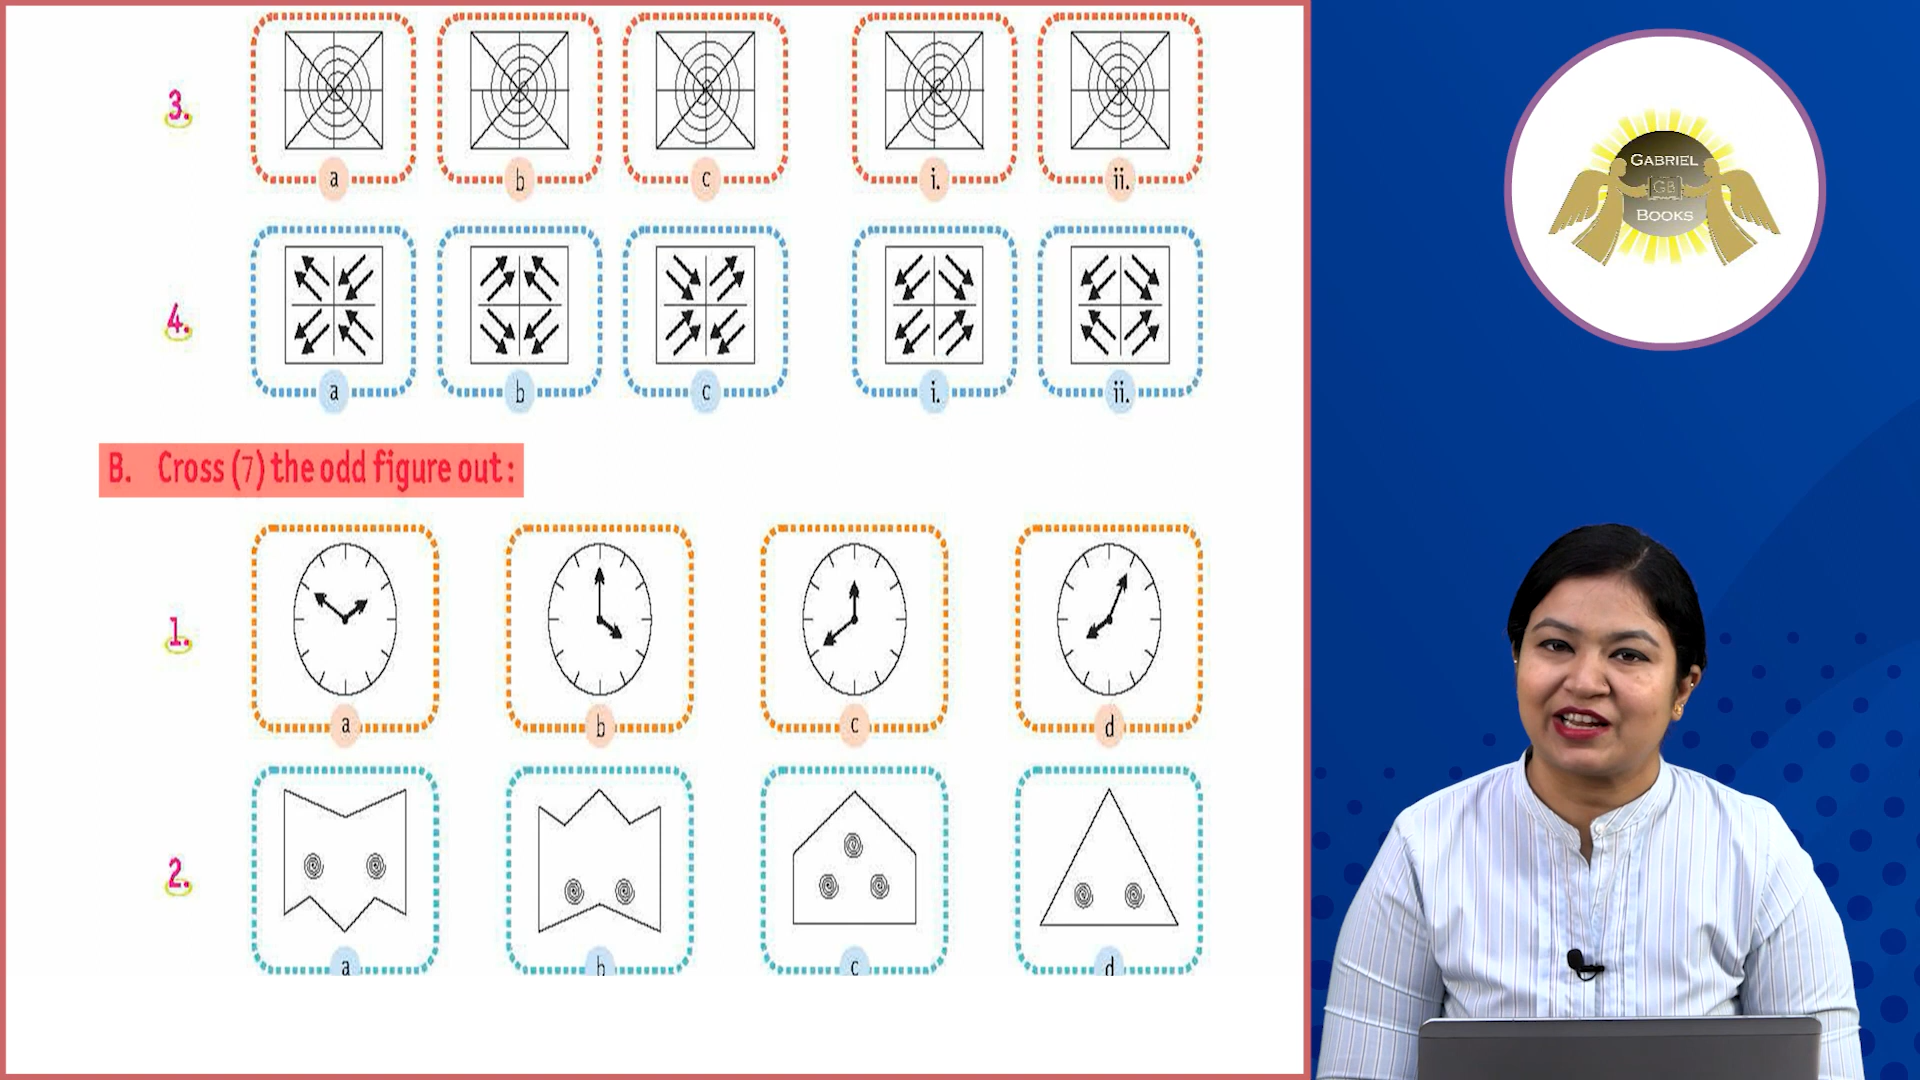 3.
a b c i. ii.
4.
a b c i. ii.
B. Cross (7) the odd figure out :
1.
a b c d
2.
a b c d
GABRIEL
GB
BOOKS